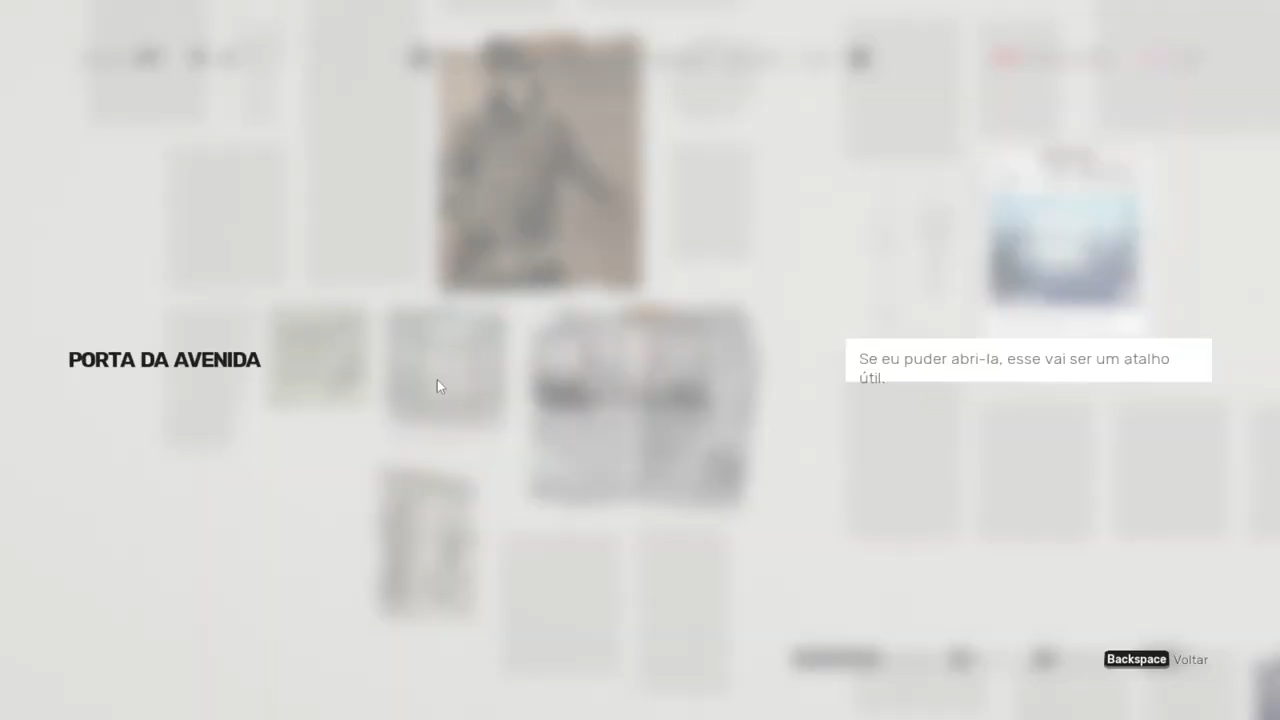 PORTA DA AVENIDA
Se eu puder abri-la, esse vai ser um atalho
útil.
Backspace Voltar